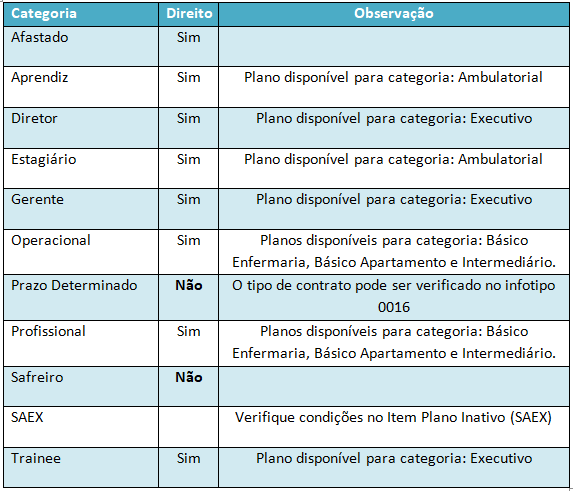 Categoria Direito Observação
Afastado Sim
Aprendiz Sim Plano disponível para categoria: Ambulatorial
Diretor Sim Plano disponível para categoria: Executivo
Estagiário Sim Plano disponível para categoria: Ambulatorial
Gerente Sim Plano disponível para categoria: Executivo
Operacional Sim Planos disponíveis para categoria: Básico
Enfermaria, Básico Apartamento e Intermediário.
Prazo Determinado Não O tipo de contrato pode ser verificado no infotipo
0016
Profissional Sim Planos disponíveis para categoria: Básico
Enfermaria, Básico Apartamento e Intermediário.
Safreiro Não
SAEX Verifique condições no Item Plano Inativo (SAEX)
Trainee Sim Plano disponível para categoria: Executivo